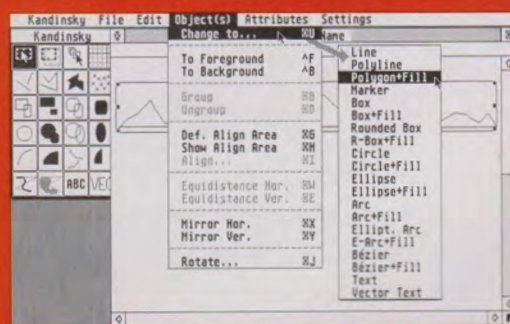 Kandinsky File Edit Object(s) Attributes Settings
Kandinsky
Name
Change to... ⌘U
To Foreground ^F
To Background ^B
Group ⌘B
Ungroup ⌘D
Def. Align Area ⌘G
Show Align Area ⌘H
Align... ⌘I
Equidistance Hor. ⌘W
Equidistance Ver. ⌘E
Mirror Hor. ⌘X
Mirror Ver. ⌘Y
Rotate... ⌘J
Line
Polyline
Polygon+Fill
Marker
Box
Box+Fill
Rounded Box
R-Box+Fill
Circle
Circle+Fill
Ellipse
Ellipse+Fill
Arc
Arc+Fill
Ellipt. Arc
E-Arc+Fill
Bézier
Bézier+Fill
Text
Vector Text
ABC VEC